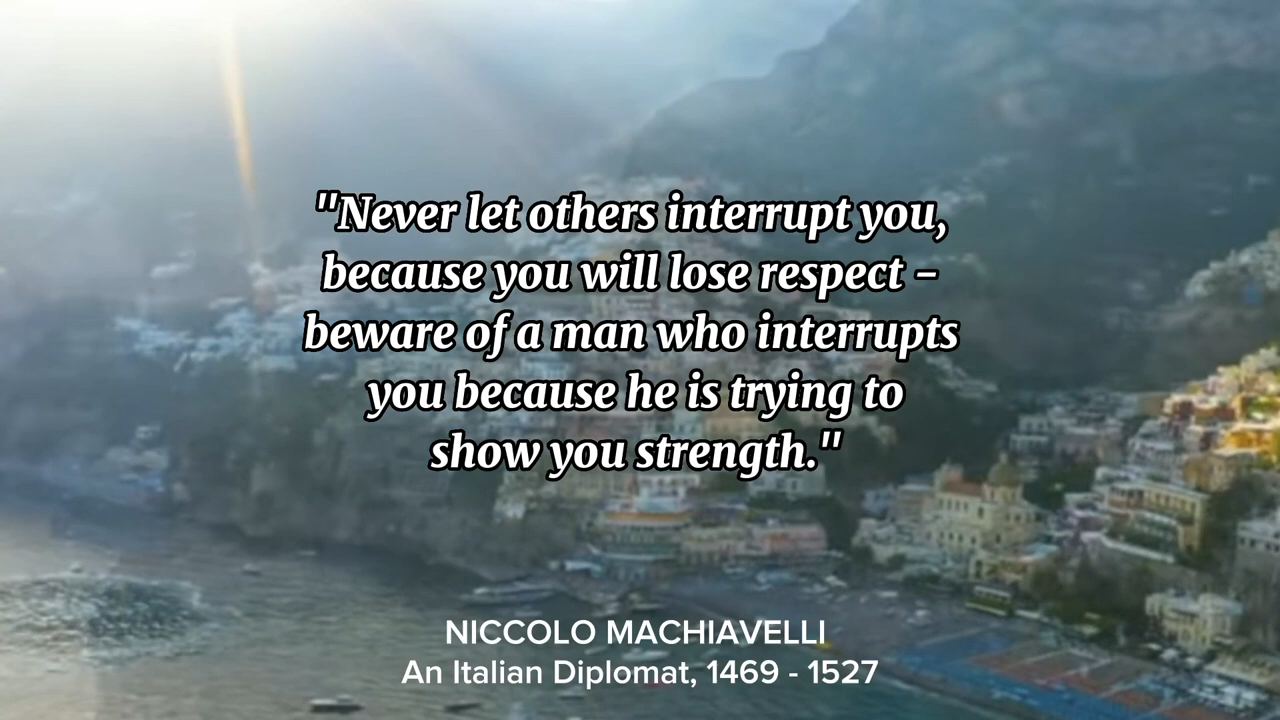 "Never let others interrupt you,
because you will lose respect -
beware of a man who interrupts
you because he is trying to
show you strength."
NICCOLO MACHIAVELLI
An Italian Diplomat, 1469 - 1527